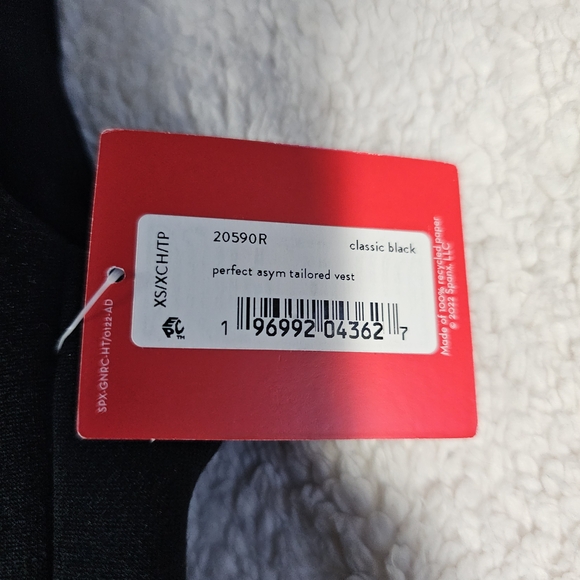 XS/XCH/TP
20590R
classic black
perfect asym tailored vest
EPC™
1 96992 04362 7
Made of 100% recycled paper
© 2022 Spanx, LLC
SPX-GNRC-HT/0122-AD